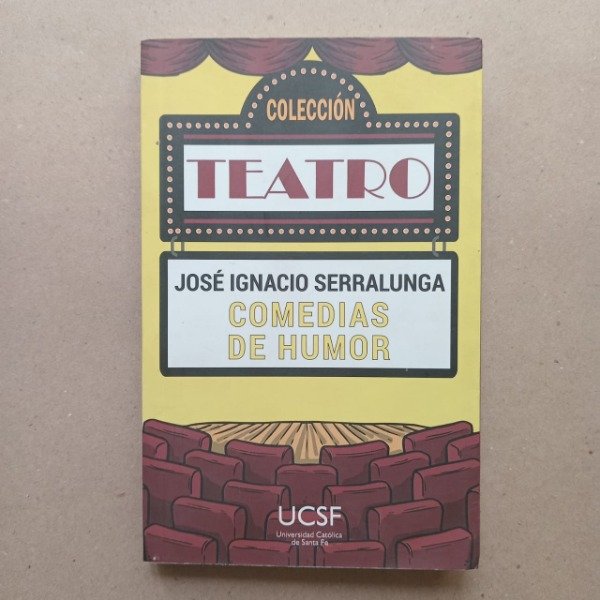 COLECCIÓN
TEATRO
JOSÉ IGNACIO SERRALUNGA
COMEDIAS
DE HUMOR
UCSF
Universidad Católica
de Santa Fe